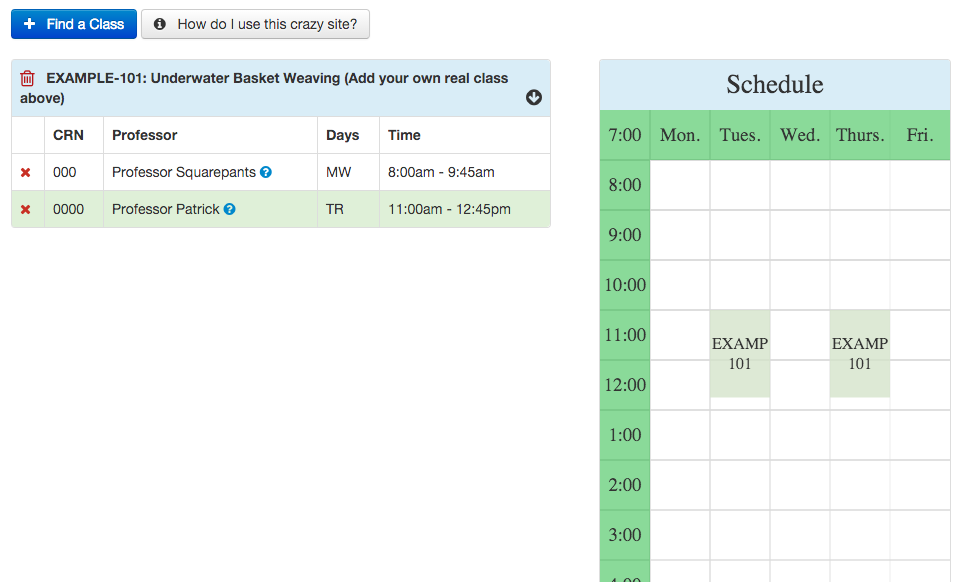 Find a Class
How do I use this crazy site?
EXAMPLE-101: Underwater Basket Weaving (Add your own real class
above)
CRN Professor Days Time
000 Professor Squarepants MW 8:00am - 9:45am
0000 Professor Patrick TR 11:00am - 12:45pm
Schedule
7:00 Mon. Tues. Wed. Thurs. Fri.
8:00
9:00
10:00
11:00
EXAMP EXAMP
101 101
12:00
1:00
2:00
3:00